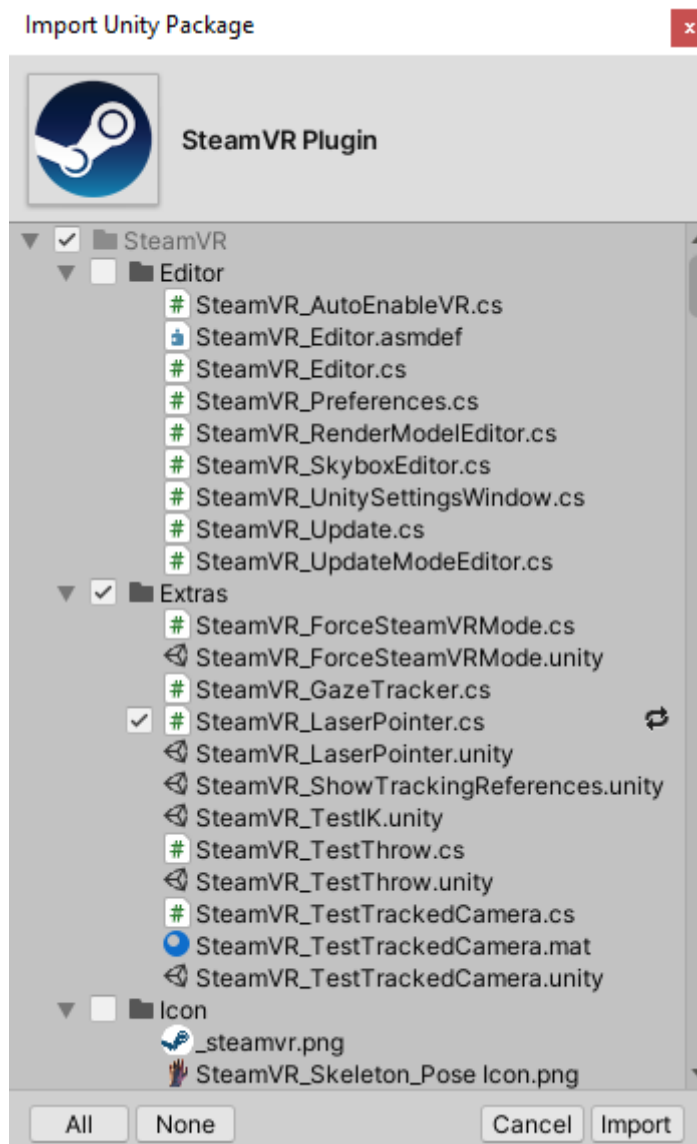 Import Unity Package
x
SteamVR Plugin
SteamVR
Editor
SteamVR_AutoEnableVR.cs
SteamVR_Editor.asmdef
SteamVR_Editor.cs
SteamVR_Preferences.cs
SteamVR_RenderModelEditor.cs
SteamVR_SkyboxEditor.cs
SteamVR_UnitySettingsWindow.cs
SteamVR_Update.cs
SteamVR_UpdateModeEditor.cs
Extras
SteamVR_ForceSteamVRMode.cs
SteamVR_ForceSteamVRMode.unity
SteamVR_GazeTracker.cs
SteamVR_LaserPointer.cs
SteamVR_LaserPointer.unity
SteamVR_ShowTrackingReferences.unity
SteamVR_TestIK.unity
SteamVR_TestThrow.cs
SteamVR_TestThrow.unity
SteamVR_TestTrackedCamera.cs
SteamVR_TestTrackedCamera.mat
SteamVR_TestTrackedCamera.unity
Icon
_steamvr.png
SteamVR_Skeleton_Pose Icon.png
All None Cancel Import